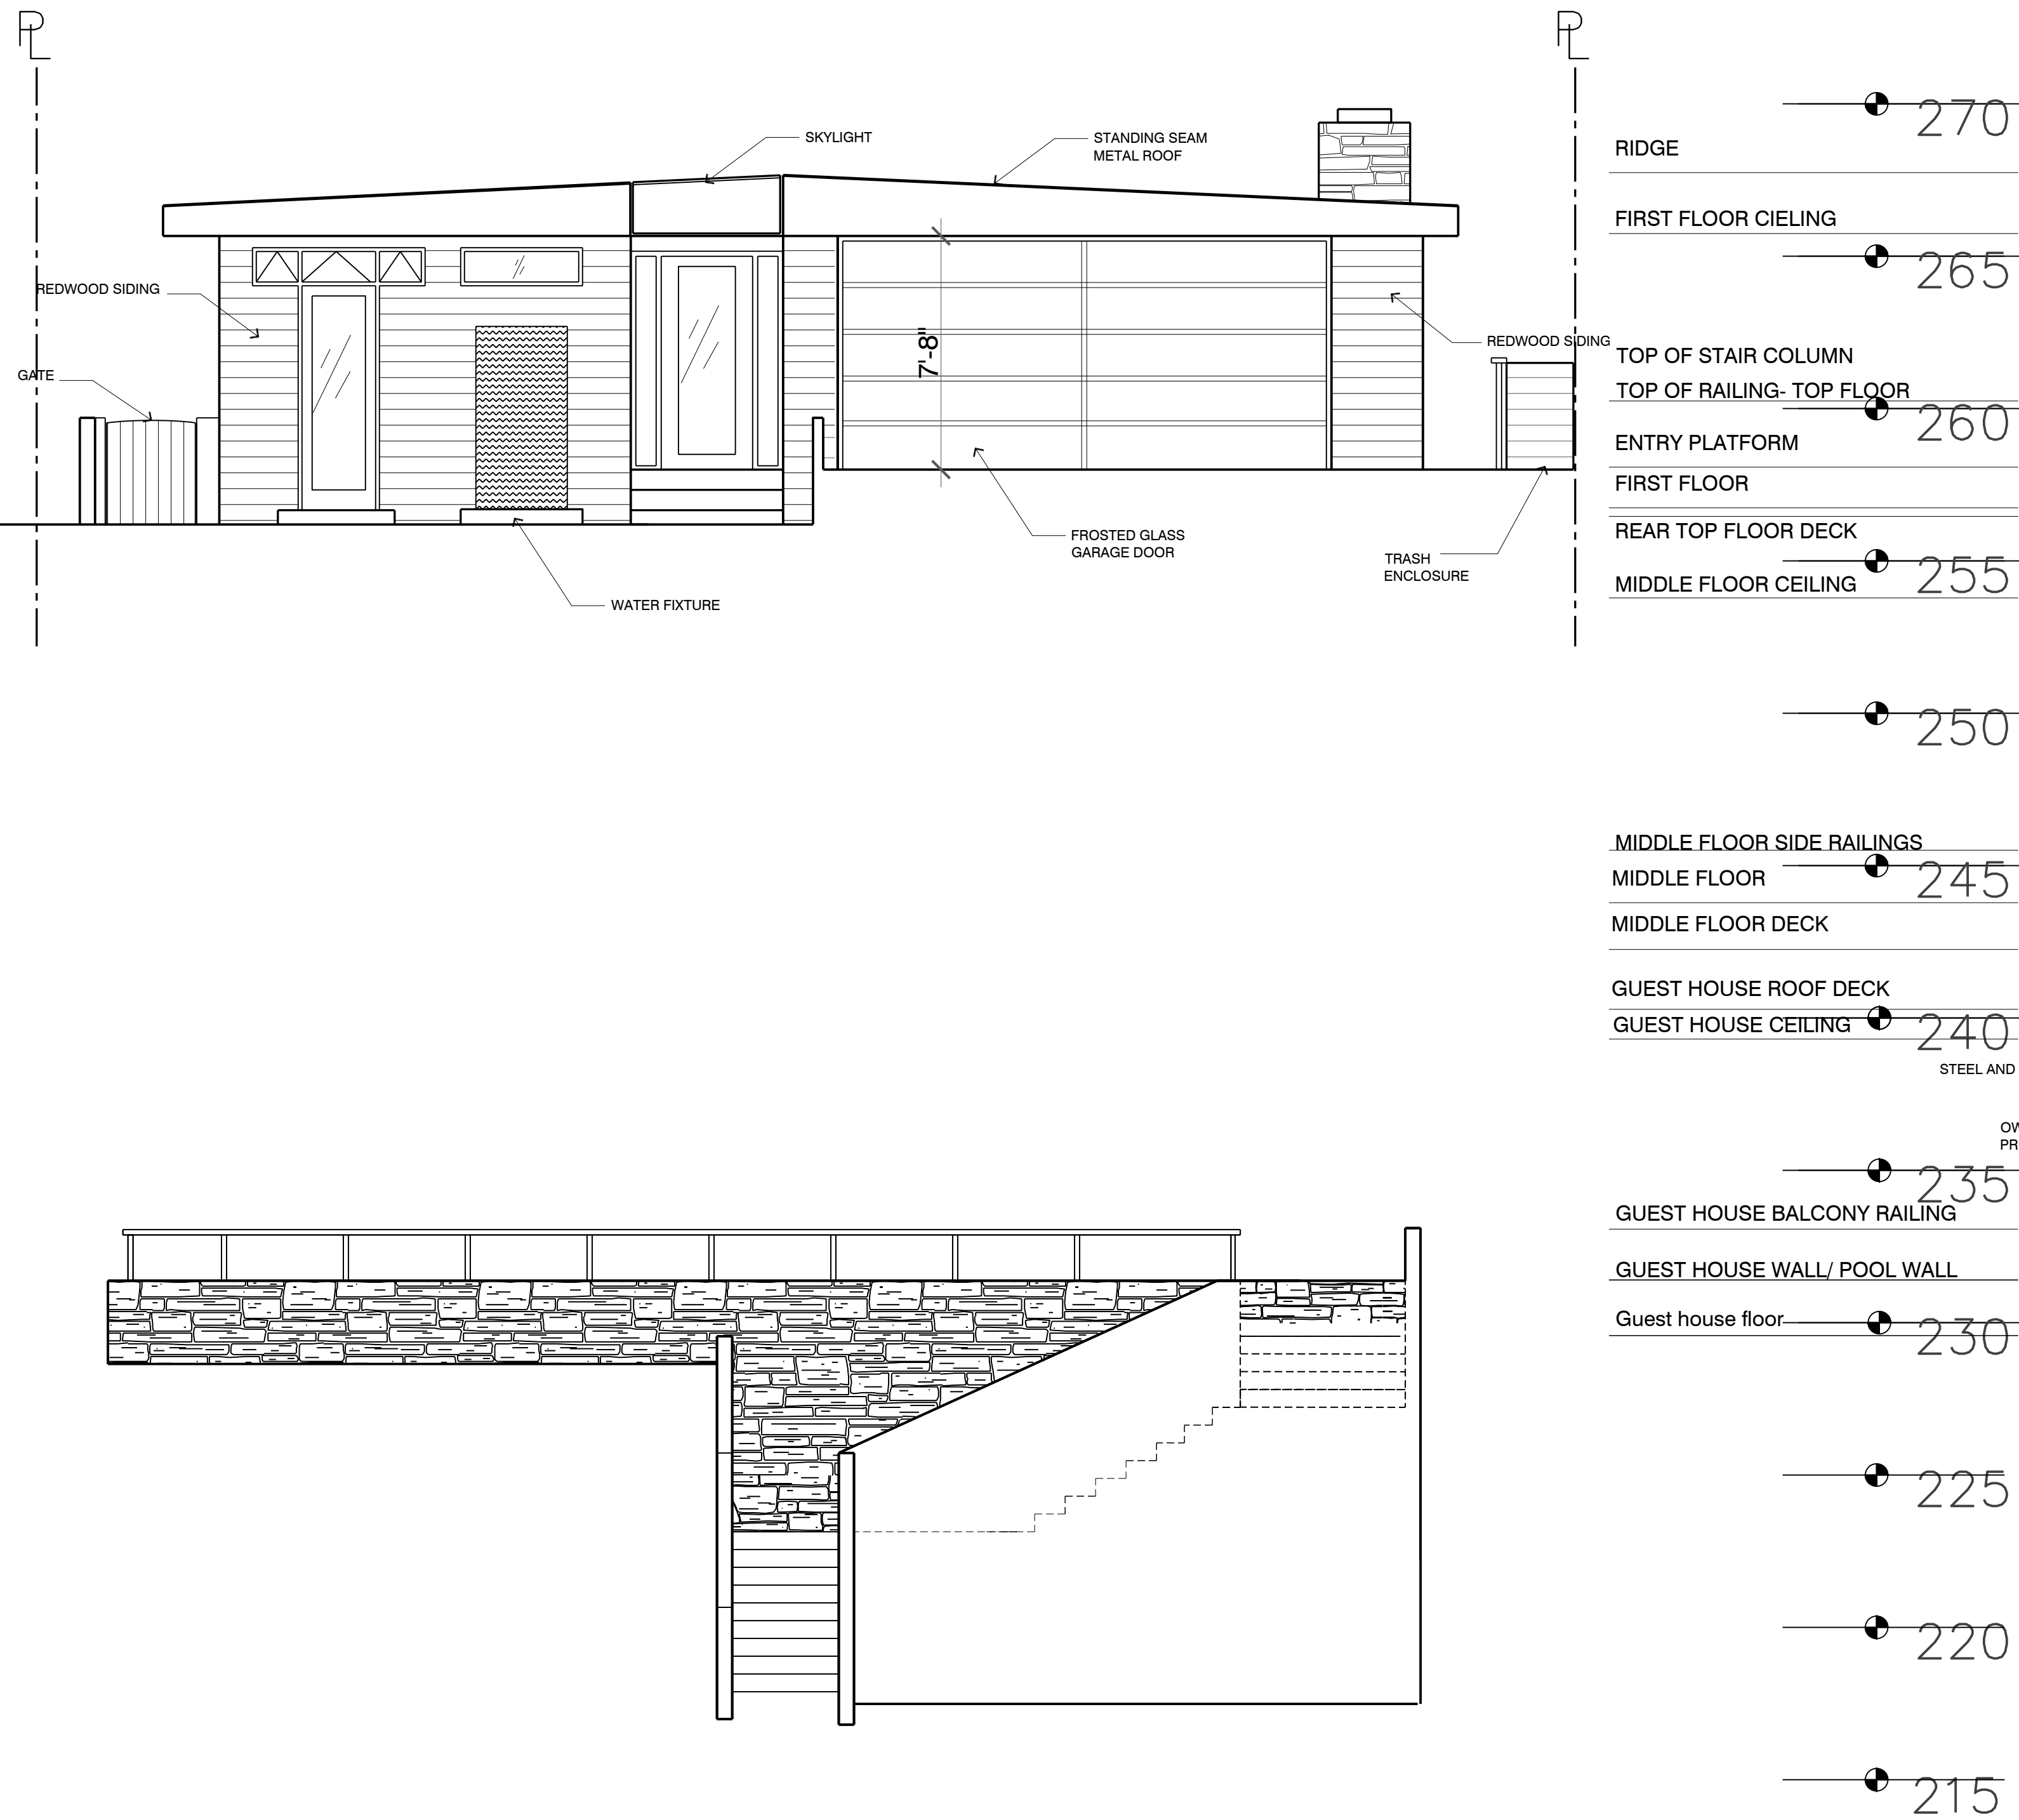 PL
PL
270
RIDGE
SKYLIGHT
STANDING SEAM
METAL ROOF
FIRST FLOOR CIELING
265
REDWOOD SIDING
REDWOOD SIDING
7'-8"
TOP OF STAIR COLUMN
GATE
TOP OF RAILING- TOP FLOOR
260
ENTRY PLATFORM
FIRST FLOOR
REAR TOP FLOOR DECK
FROSTED GLASS
GARAGE DOOR
TRASH
ENCLOSURE
255
MIDDLE FLOOR CEILING
WATER FIXTURE
250
MIDDLE FLOOR SIDE RAILINGS
245
MIDDLE FLOOR
MIDDLE FLOOR DECK
GUEST HOUSE ROOF DECK
GUEST HOUSE CEILING
240
STEEL AND
OW
PR
235
GUEST HOUSE BALCONY RAILING
GUEST HOUSE WALL/ POOL WALL
Guest house floor
230
225
220
215